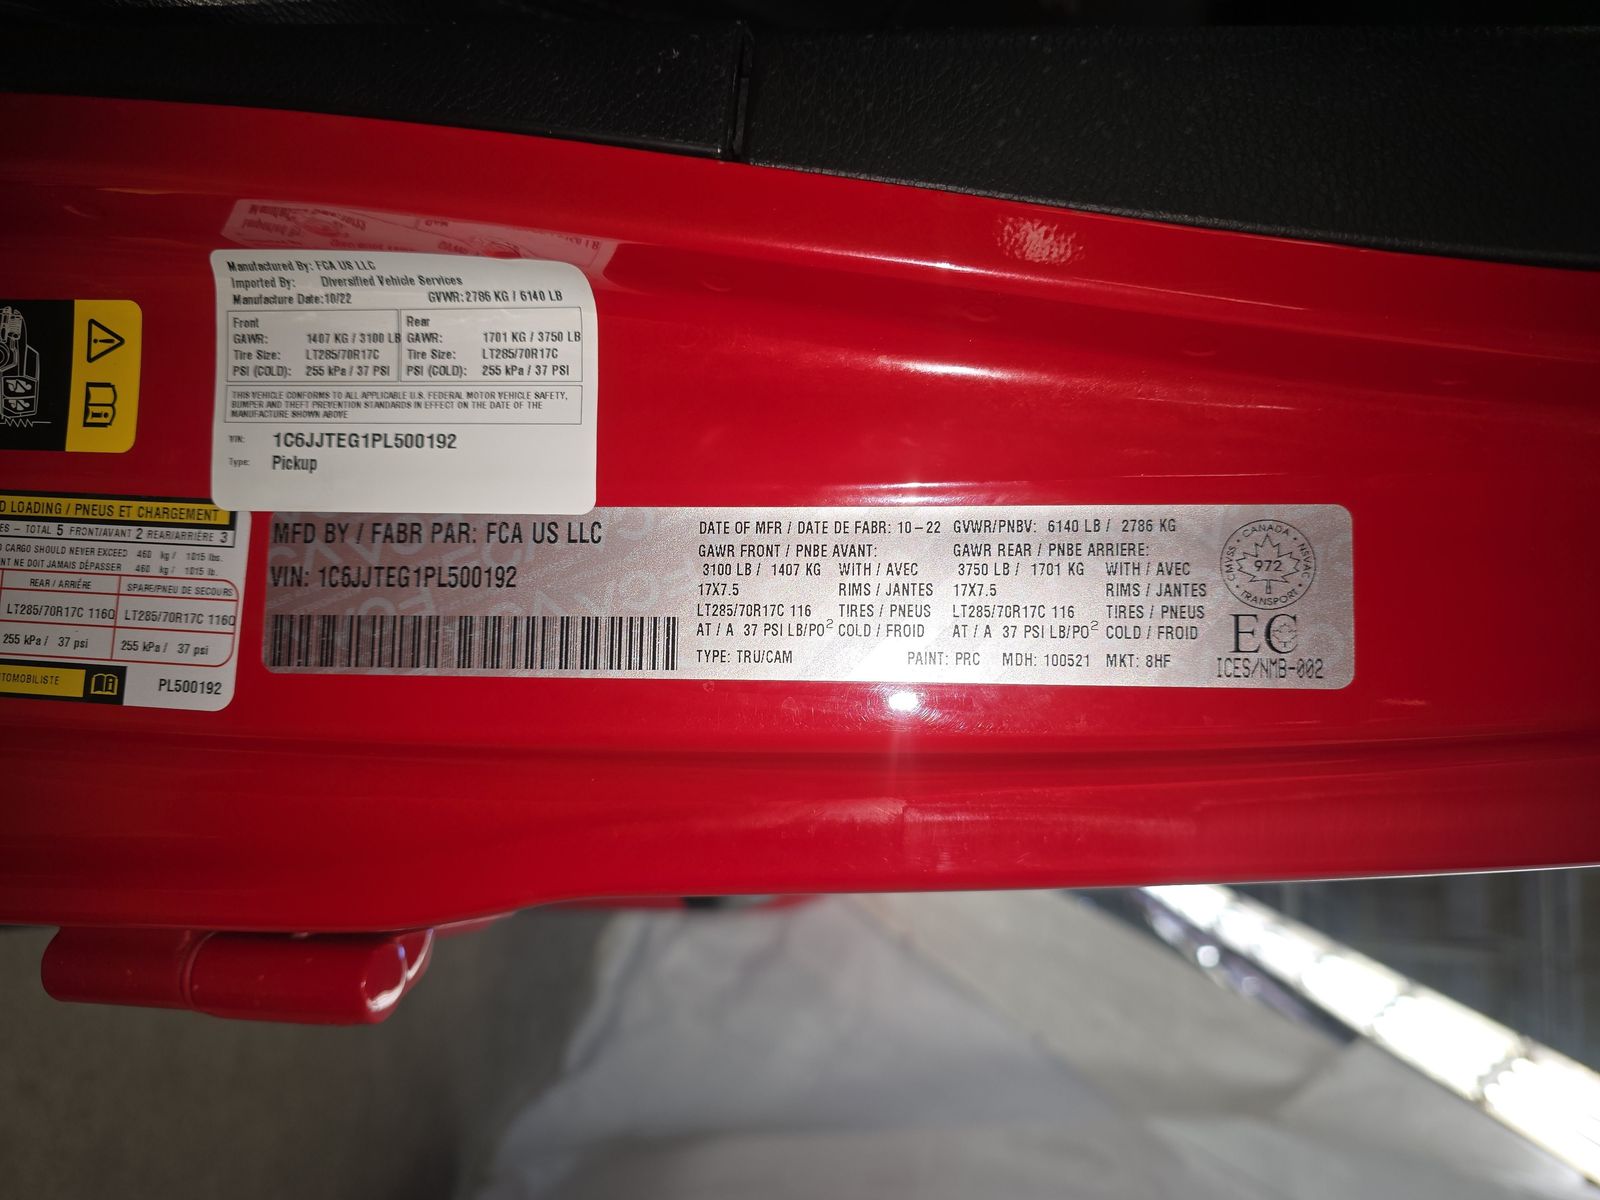 Manufactured By: FCA US LLC
Imported By: Diversified Vehicle Services
Manufacture Date:10/22 GVWR:2786 KG / 6140 LB
Front
GAWR: 1407 KG / 3100 LB
Tire Size: LT285/70R17C
PSI (COLD): 255 kPa / 37 PSI
Rear
GAWR: 1701 KG / 3750 LB
Tire Size: LT285/70R17C
PSI (COLD): 255 kPa / 37 PSI
THIS VEHICLE CONFORMS TO ALL APPLICABLE U.S. FEDERAL MOTOR VEHICLE SAFETY,
BUMPER AND THEFT PREVENTION STANDARDS IN EFFECT ON THE DATE OF THE
MANUFACTURE SHOWN ABOVE
VIN: 1C6JJTEG1PL500192
Type: Pickup
LOADING / PNEUS ET CHARGEMENT
– TOTAL 5 FRONT/AVANT 2 REAR/ARRIÈRE 3
CARGO SHOULD NEVER EXCEED 460 kg / 1015 lbs.
NE DOIT JAMAIS DÉPASSER 460 kg / 1015 lb.
REAR / ARRIÉRE SPARE/PNEU DE SECOURS
LT285/70R17C 116Q LT285/70R17C 116Q
255 kPa / 37 psi 255 kPa / 37 psi
PL500192
MFD BY / FABR PAR: FCA US LLC
VIN: 1C6JJTEG1PL500192
DATE OF MFR / DATE DE FABR: 10-22 GVWR/PNBV: 6140 LB / 2786 KG
GAWR FRONT / PNBE AVANT:
3100 LB / 1407 KG WITH / AVEC
17X7.5 RIMS / JANTES
LT285/70R17C 116 TIRES / PNEUS
AT / A 37 PSI LB/PO² COLD / FROID
GAWR REAR / PNBE ARRIERE:
3750 LB / 1701 KG WITH / AVEC
17X7.5 RIMS / JANTES
LT285/70R17C 116 TIRES / PNEUS
AT / A 37 PSI LB/PO² COLD / FROID
TYPE: TRU/CAM PAINT: PRC MDH: 100521 MKT: 8HF
CANADA
CMVSS • NSVAC
972
TRANSPORT
EC
ICES/NMB-002